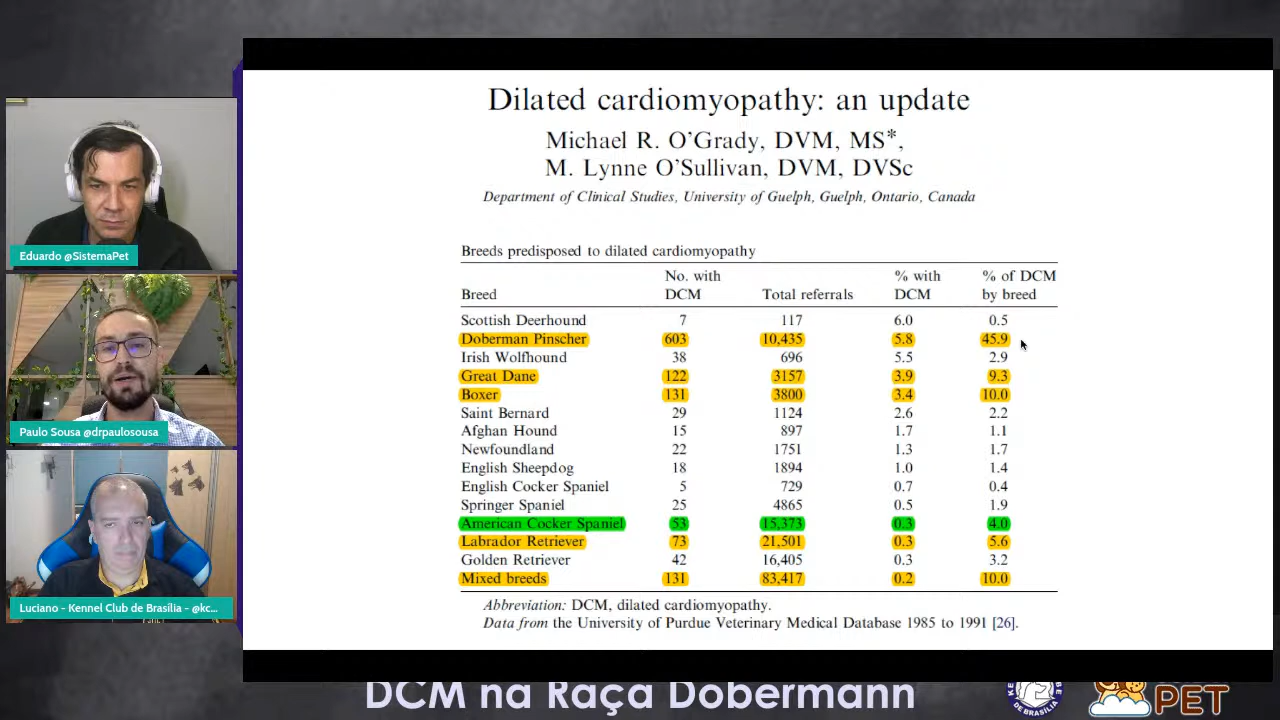 Dilated cardiomyopathy: an update
Michael R. O'Grady, DVM, MS*,
M. Lynne O'Sullivan, DVM, DVSc
Department of Clinical Studies, University of Guelph, Guelph, Ontario, Canada
Breeds predisposed to dilated cardiomyopathy
No. with % with % of DCM
Breed DCM Total referrals DCM by breed
Scottish Deerhound 7 117 6.0 0.5
Doberman Pinscher 603 10,435 5.8 45.9
Irish Wolfhound 38 696 5.5 2.9
Great Dane 122 3157 3.9 9.3
Boxer 131 3800 3.4 10.0
Saint Bernard 29 1124 2.6 2.2
Afghan Hound 15 897 1.7 1.1
Newfoundland 22 1751 1.3 1.7
English Sheepdog 18 1894 1.0 1.4
English Cocker Spaniel 5 729 0.7 0.4
Springer Spaniel 25 4865 0.5 1.9
American Cocker Spaniel 53 15,373 0.3 4.0
Labrador Retriever 73 21,501 0.3 5.6
Golden Retriever 42 16,405 0.3 3.2
Mixed breeds 131 83,417 0.2 10.0
Abbreviation: DCM, dilated cardiomyopathy.
Data from the University of Purdue Veterinary Medical Database 1985 to 1991 [26].
Eduardo @SistemaPet
Paulo Sousa @drpaulosousa
Luciano - Kennel Club de Brasília - @kc...
DCM na Raça Dobermann
DE BRASÍLIA
PET